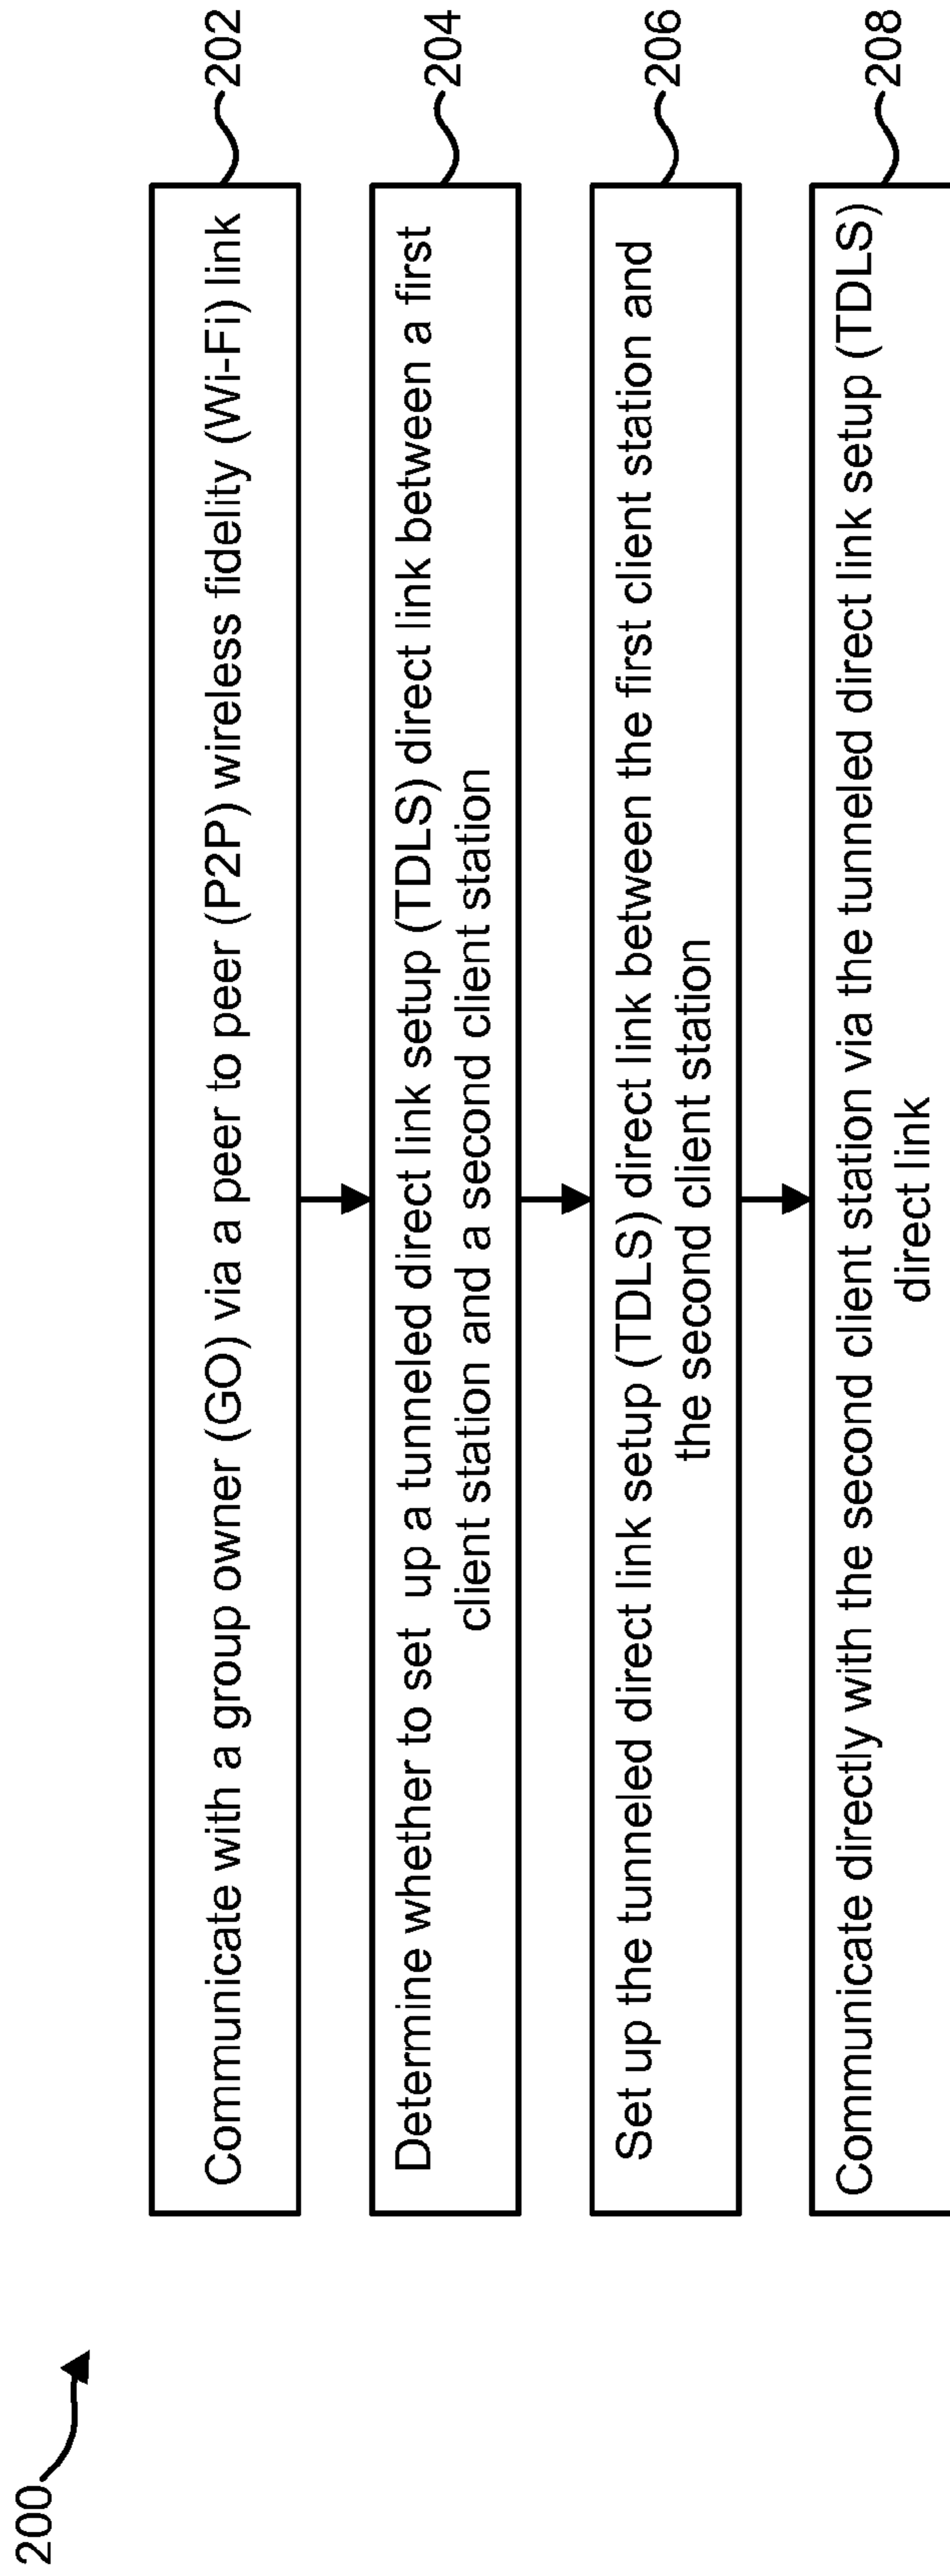 200
Communicate with a group owner (GO) via a peer to peer (P2P) wireless fidelity (Wi-Fi) link
202
Determine whether to set up a tunneled direct link setup (TDLS) direct link between a first
client station and a second client station
204
Set up the tunneled direct link setup (TDLS) direct link between the first client station and
the second client station
206
Communicate directly with the second client station via the tunneled direct link setup (TDLS)
direct link
208